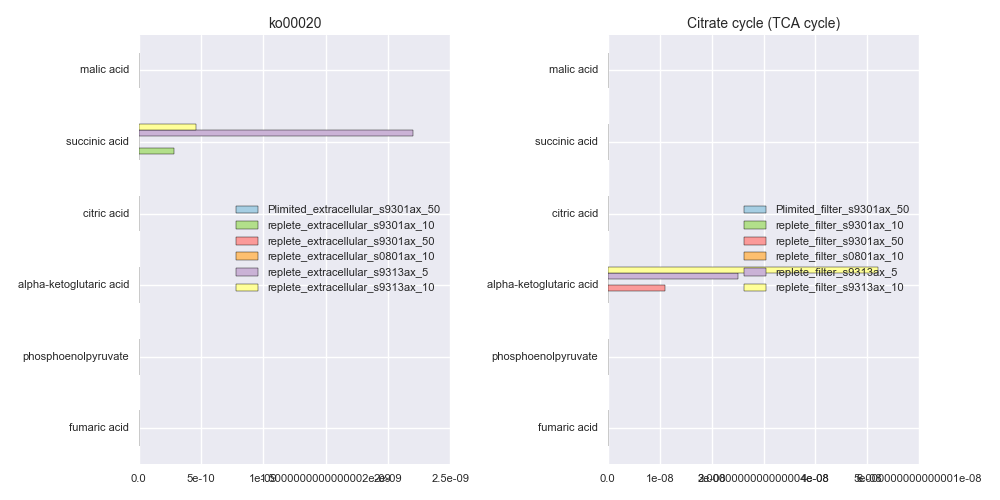 ko00020
malic acid
succinic acid
citric acid
alpha-ketoglutaric acid
phosphoenolpyruvate
fumaric acid
Plimited_extracellular_s9301ax_50
replete_extracellular_s9301ax_10
replete_extracellular_s9301ax_50
replete_extracellular_s0801ax_10
replete_extracellular_s9313ax_5
replete_extracellular_s9313ax_10
0.0 5e-10 2.5e-09
Citrate cycle (TCA cycle)
malic acid
succinic acid
citric acid
alpha-ketoglutaric acid
phosphoenolpyruvate
fumaric acid
Plimited_filter_s9301ax_50
replete_filter_s9301ax_10
replete_filter_s9301ax_50
replete_filter_s0801ax_10
replete_filter_s9313ax_5
replete_filter_s9313ax_10
0.0 1e-08